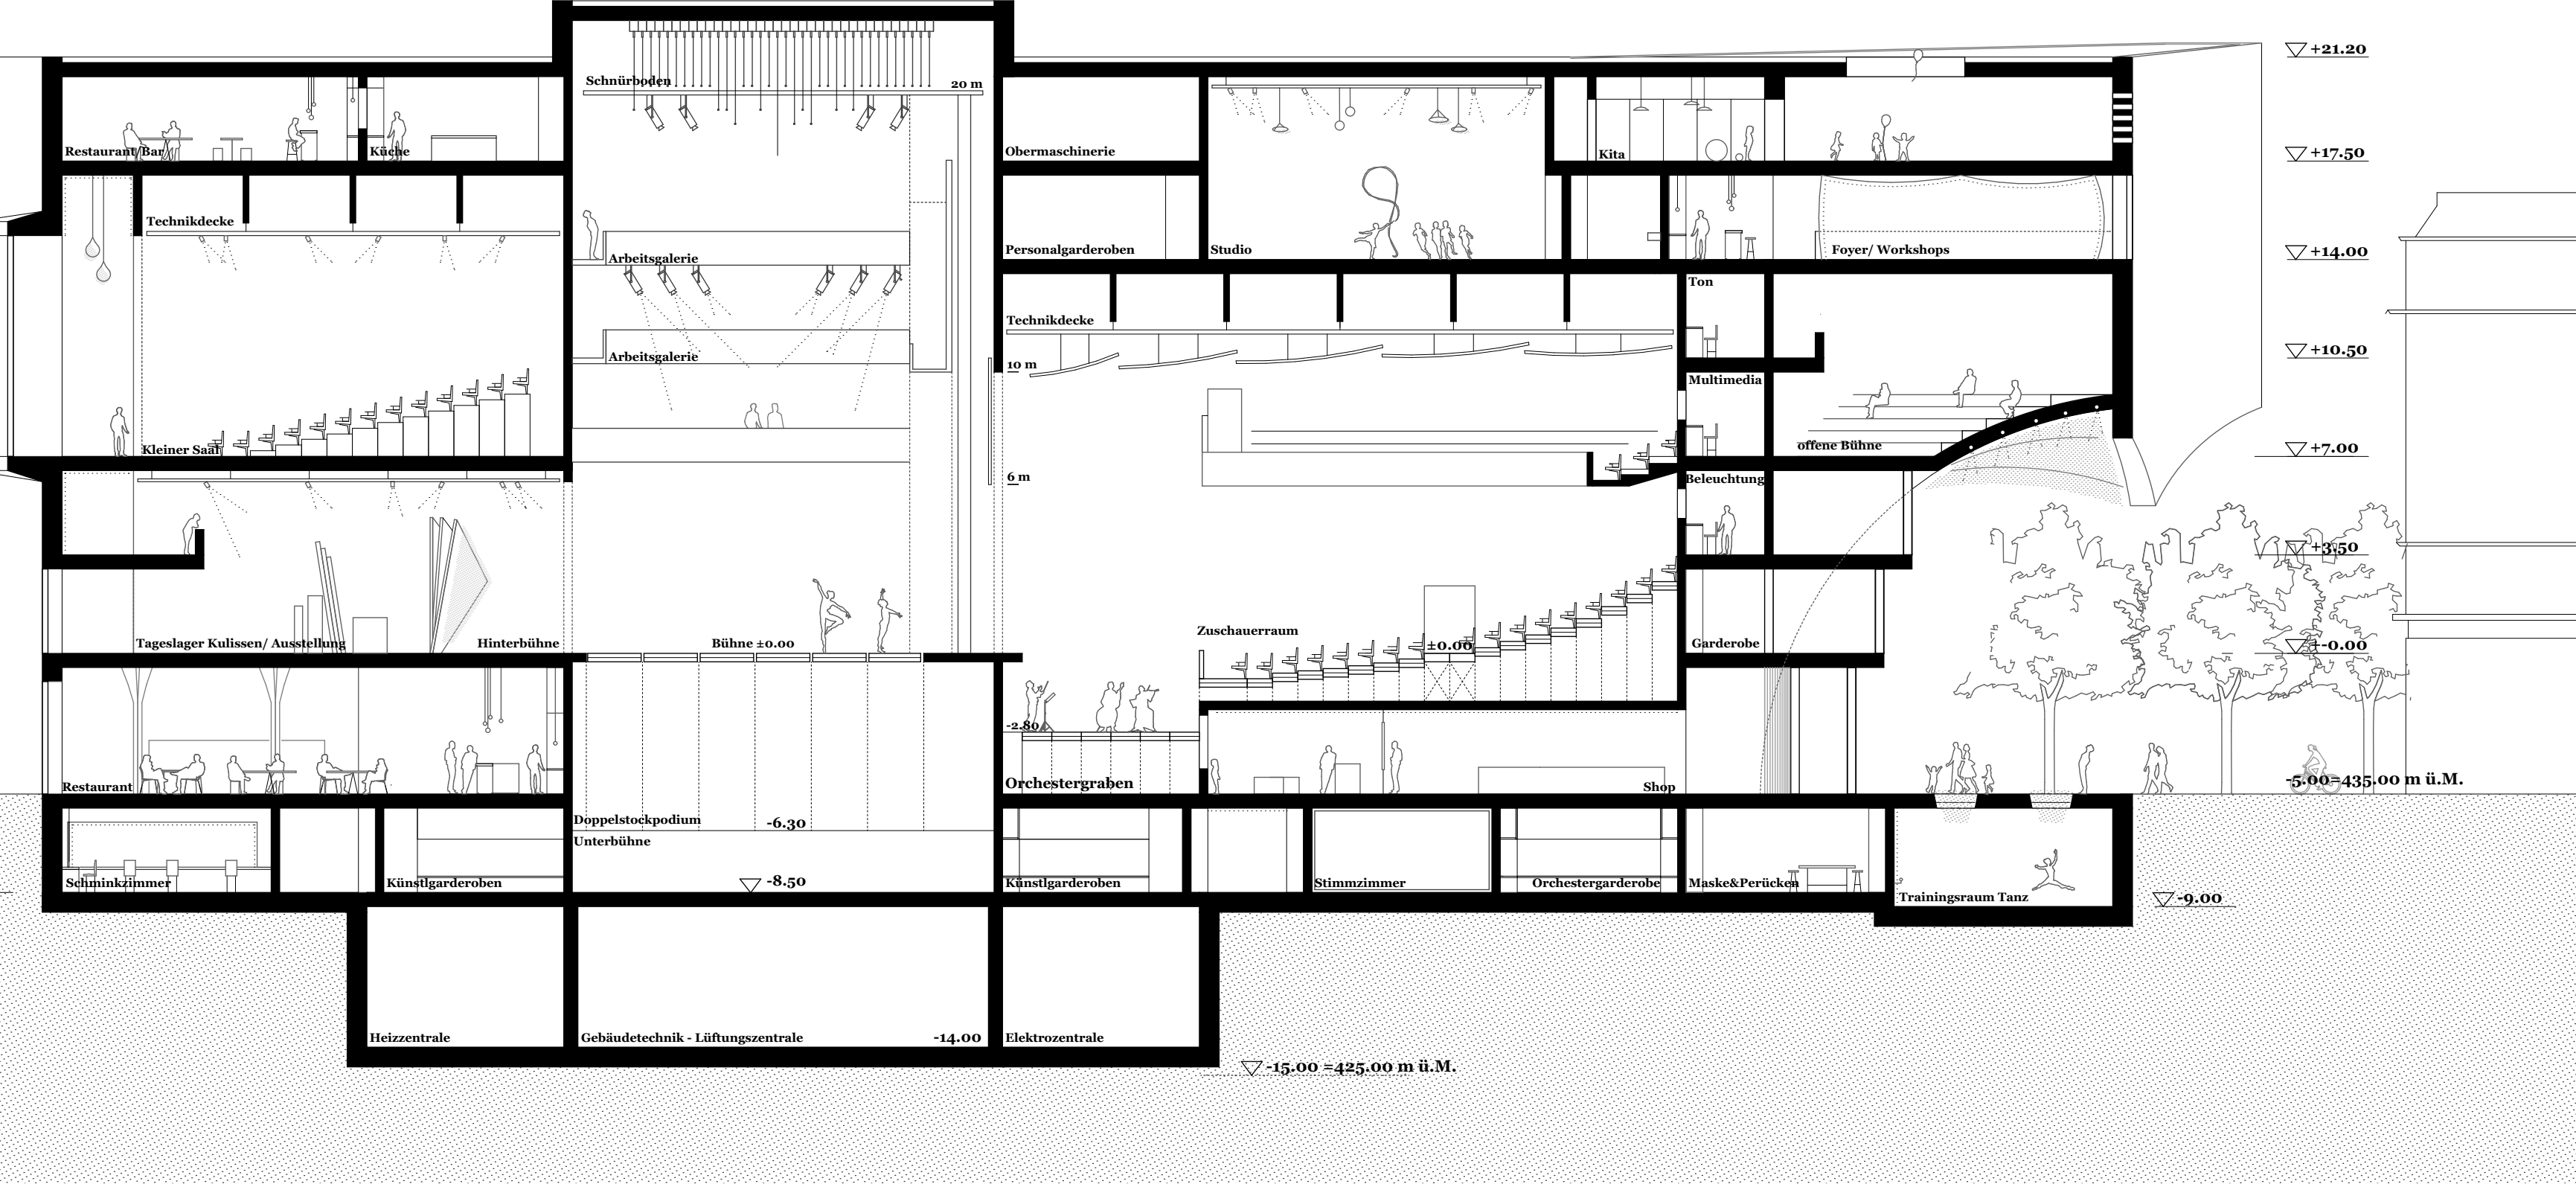 +21.20
Schnürboden
20 m
Restaurant/Bar
Küche
Obermaschinerie
Kita
+17.50
Technikdecke
Arbeitsgalerie
Personalgarderoben
Studio
Foyer/ Workshops
+14.00
Ton
Technikdecke
Arbeitsgalerie
10 m
+10.50
Multimedia
Kleiner Saal
offene Bühne
+7.00
6 m
Beleuchtung
+3.50
Tageslager Kulissen/ Ausstellung
Hinterbühne
Bühne ±0.00
Zuschauerraum
±0.00
Garderobe
+-0.00
-2.80
Restaurant
Orchestergraben
Shop
-5.00=435.00 m ü.M.
Doppelstockpodium
-6.30
Unterbühne
Schminkzimmer
Künstlgarderoben
-8.50
Künstlgarderoben
Stimmzimmer
Orchestergarderobe
Maske&Perücken
Trainingsraum Tanz
-9.00
Heizzentrale
Gebäudetechnik - Lüftungszentrale
-14.00
Elektrozentrale
-15.00 =425.00 m ü.M.